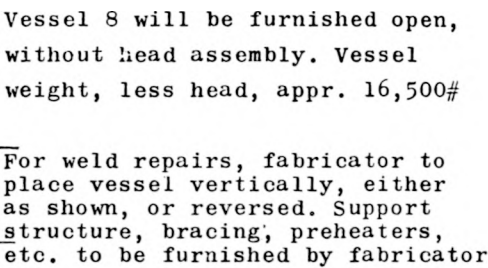 Vessel 8 will be furnished open,
without head assembly. Vessel
weight, less head, appr. 16,500#
For weld repairs, fabricator to
place vessel vertically, either
as shown, or reversed. Support
structure, bracing, preheaters,
etc. to be furnished by fabricator